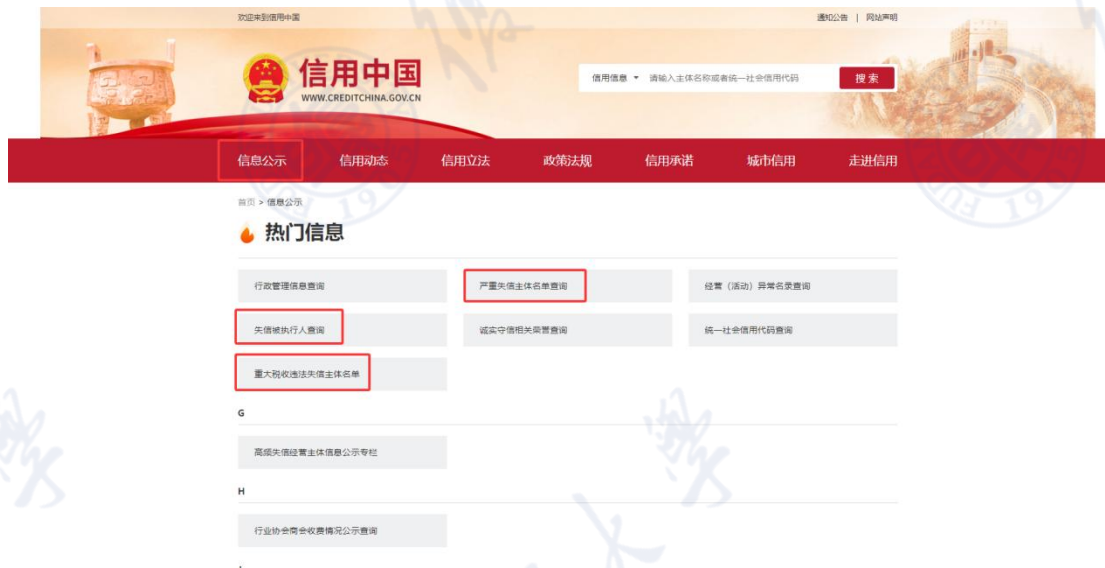 欢迎来到信用中国
通知公告 | 网站声明
信用中国
WWW.CREDITCHINA.GOV.CN
信用信息 请输入主体名称或者统一社会信用代码 搜索
信息公示 信用动态 信用立法 政策法规 信用承诺 城市信用 走进信用
首页 > 信息公示
热门信息
行政管理信息查询 严重失信主体名单查询 经营（活动）异常名录查询
失信被执行人查询 诚实守信相关荣誉查询 统一社会信用代码查询
重大税收违法失信主体名单
G
高频失信经营主体信息公示专栏
H
行业协会商会收费情况公示查询